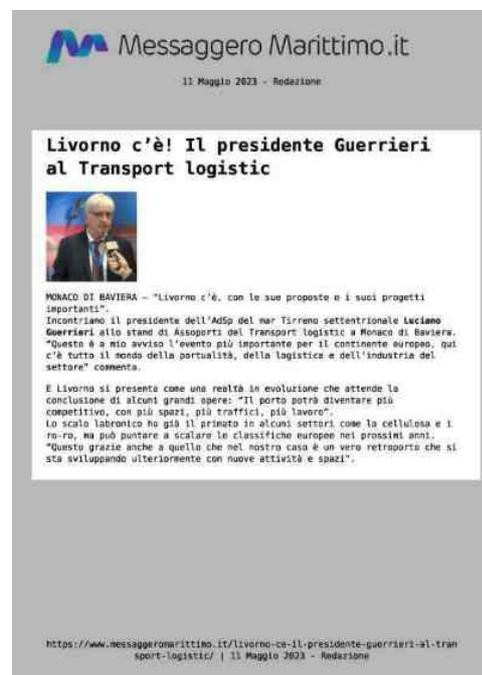 Messaggero Marittimo.it
11 Maggio 2023 - Redazione
Livorno c'è! Il presidente Guerrieri
al Transport logistic
MONACO DI BAVIERA – "Livorno c'è, con le sue proposte e i suoi progetti
importanti".
Incontriamo il presidente dell'AdSp del mar Tirreno settentrionale Luciano
Guerrieri allo stand di Assoporti del Transport logistic a Monaco di Baviera.
"Questo è a mio avviso l'evento più importante per il continente europeo, qui
c'è tutto il mondo della portualità, della logistica e dell'industria del
settore" commenta.
E Livorno si presenta come una realtà in evoluzione che attende la
conclusione di alcuni grandi opere: "Il porto potrà diventare più
competitivo, con più spazi, più traffici, più lavoro".
Lo scalo labronico ha già il primato in alcuni settori come la cellulosa e i
ro-ro, ma può puntare a scalare le classifiche europee nei prossimi anni.
"Questo grazie anche a quello che nel nostro caso è un vero retroporto che si
sta sviluppando ulteriormente con nuove attività e spazi".
https://www.messaggeromarittimo.it/livorno-ce-il-presidente-guerrieri-al-tran
sport-logistic/ | 11 Maggio 2023 - Redazione